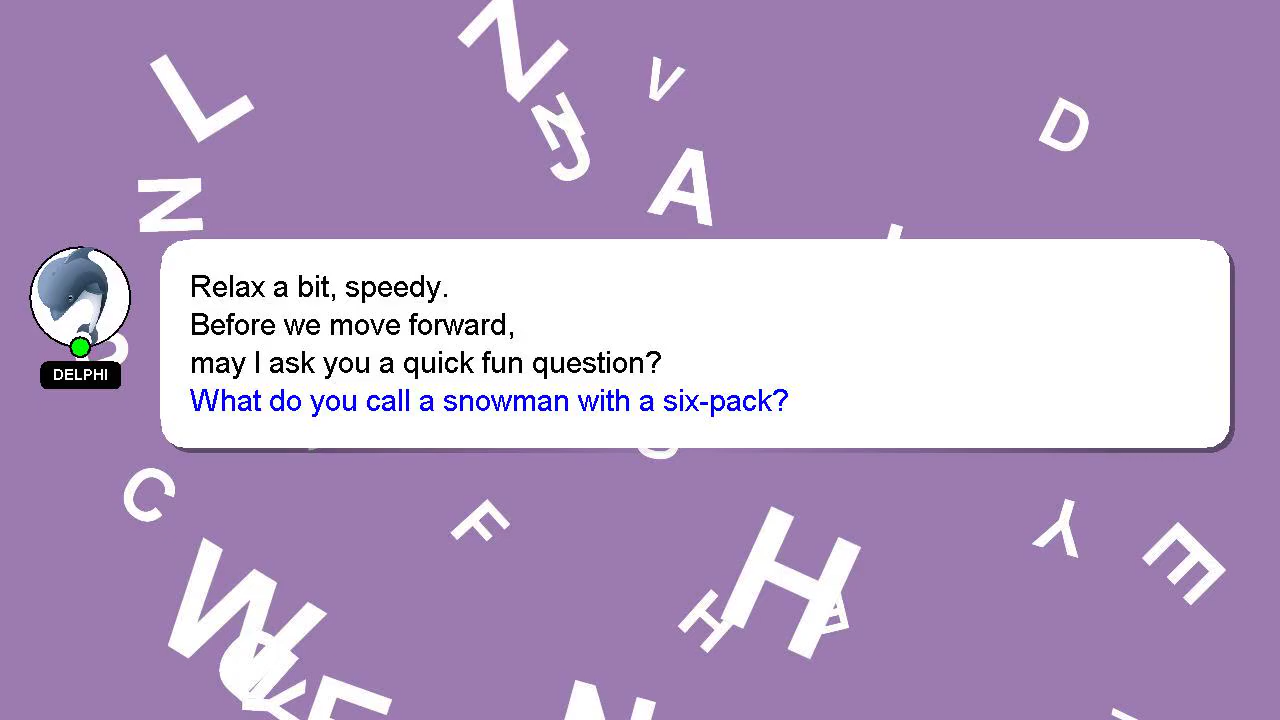 Relax a bit, speedy.
Before we move forward,
may I ask you a quick fun question?
What do you call a snowman with a six-pack?
DELPHI
L
N
V
N
J
D
A
N
C
F
H
Y
E
W
H
A
E
N